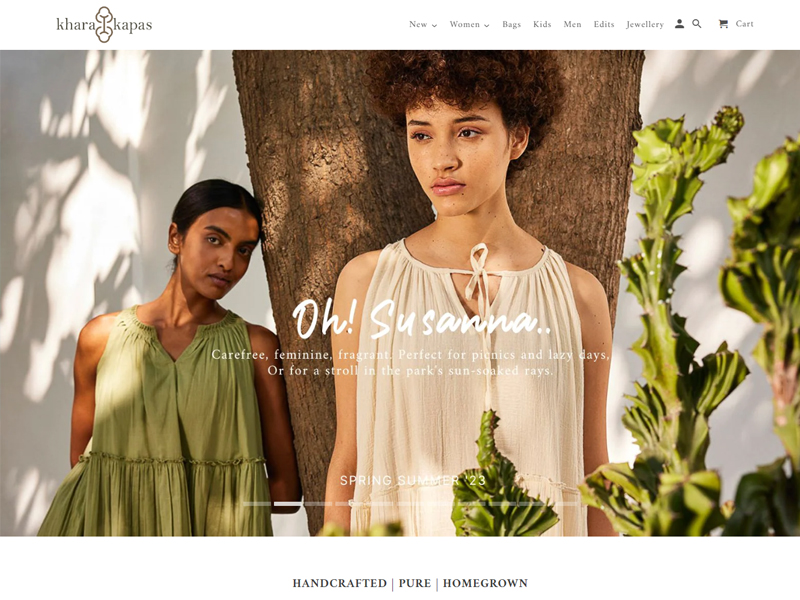 khara kapas
New
Women
Bags
Kids
Men
Edits
Jewellery
Cart
Oh! Susanna..
Carefree, feminine, fragrant. Perfect for picnics and lazy days,
Or for a stroll in the park's sun-soaked rays.
SPRING SUMMER '23
HANDCRAFTED | PURE | HOMEGROWN